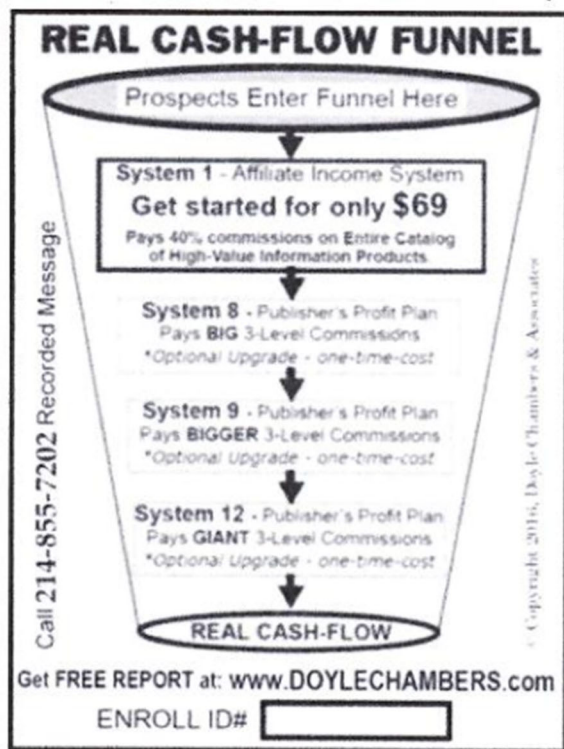 REAL CASH-FLOW FUNNEL
Prospects Enter Funnel Here
System 1 - Affiliate Income System
Get started for only $69
Pays 40% commissions on Entire Catalog
of High-Value Information Products
System 8 - Publisher's Profit Plan
Pays BIG 3-Level Commissions
*Optional Upgrade - one-time-cost
System 9 - Publisher's Profit Plan
Pays BIGGER 3-Level Commissions
*Optional Upgrade - one-time-cost
System 12 - Publisher's Profit Plan
Pays GIANT 3-Level Commissions
*Optional Upgrade - one-time-cost
REAL CASH-FLOW
Call 214-855-7202 Recorded Message
© Copyright 2016, Doyle Chambers & Associates
Get FREE REPORT at: www.DOYLECHAMBERS.com
ENROLL ID#